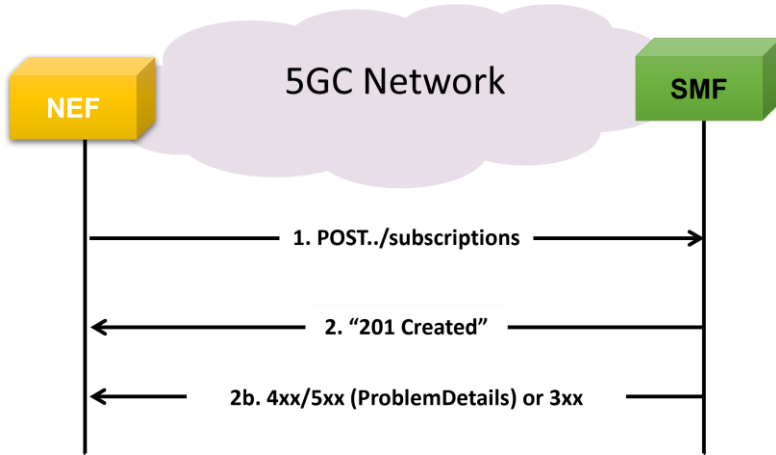 5GC Network
NEF
SMF
1. POST../subscriptions
2. “201 Created”
2b. 4xx/5xx (ProblemDetails) or 3xx